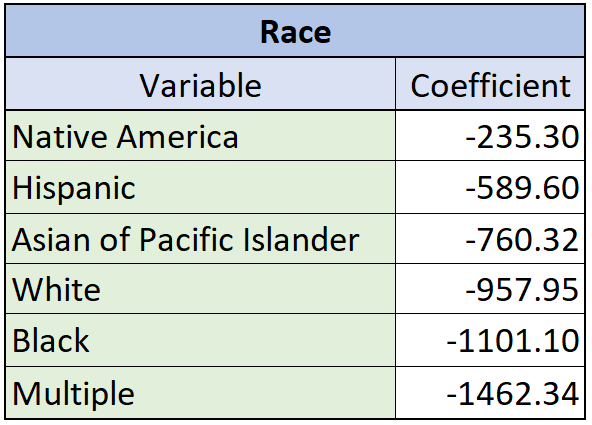 Race
Variable Coefficient
Native America -235.30
Hispanic -589.60
Asian of Pacific Islander -760.32
White -957.95
Black -1101.10
Multiple -1462.34